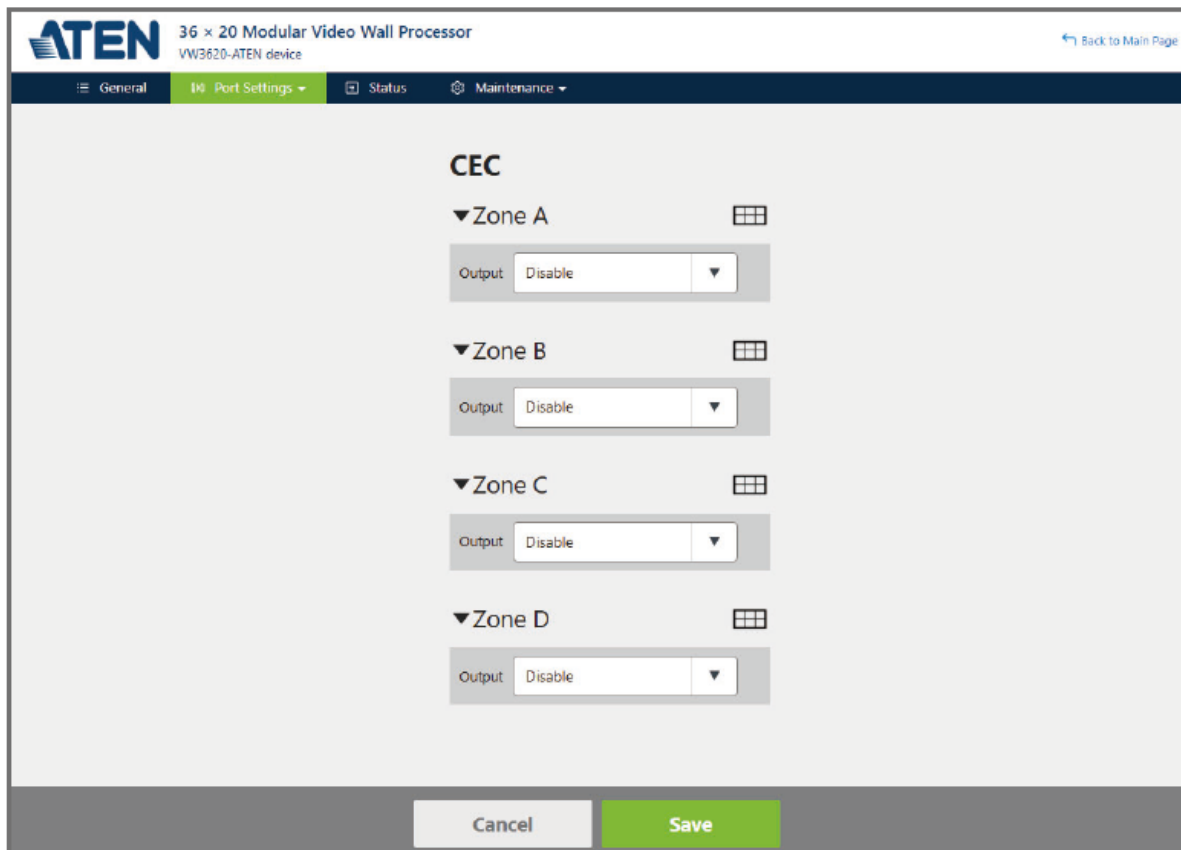 ATEN
36 × 20 Modular Video Wall Processor
VW3620-ATEN device
Back to Main Page
General
Port Settings
Status
Maintenance
CEC
Zone A
Output
Disable
Zone B
Output
Disable
Zone C
Output
Disable
Zone D
Output
Disable
Cancel
Save